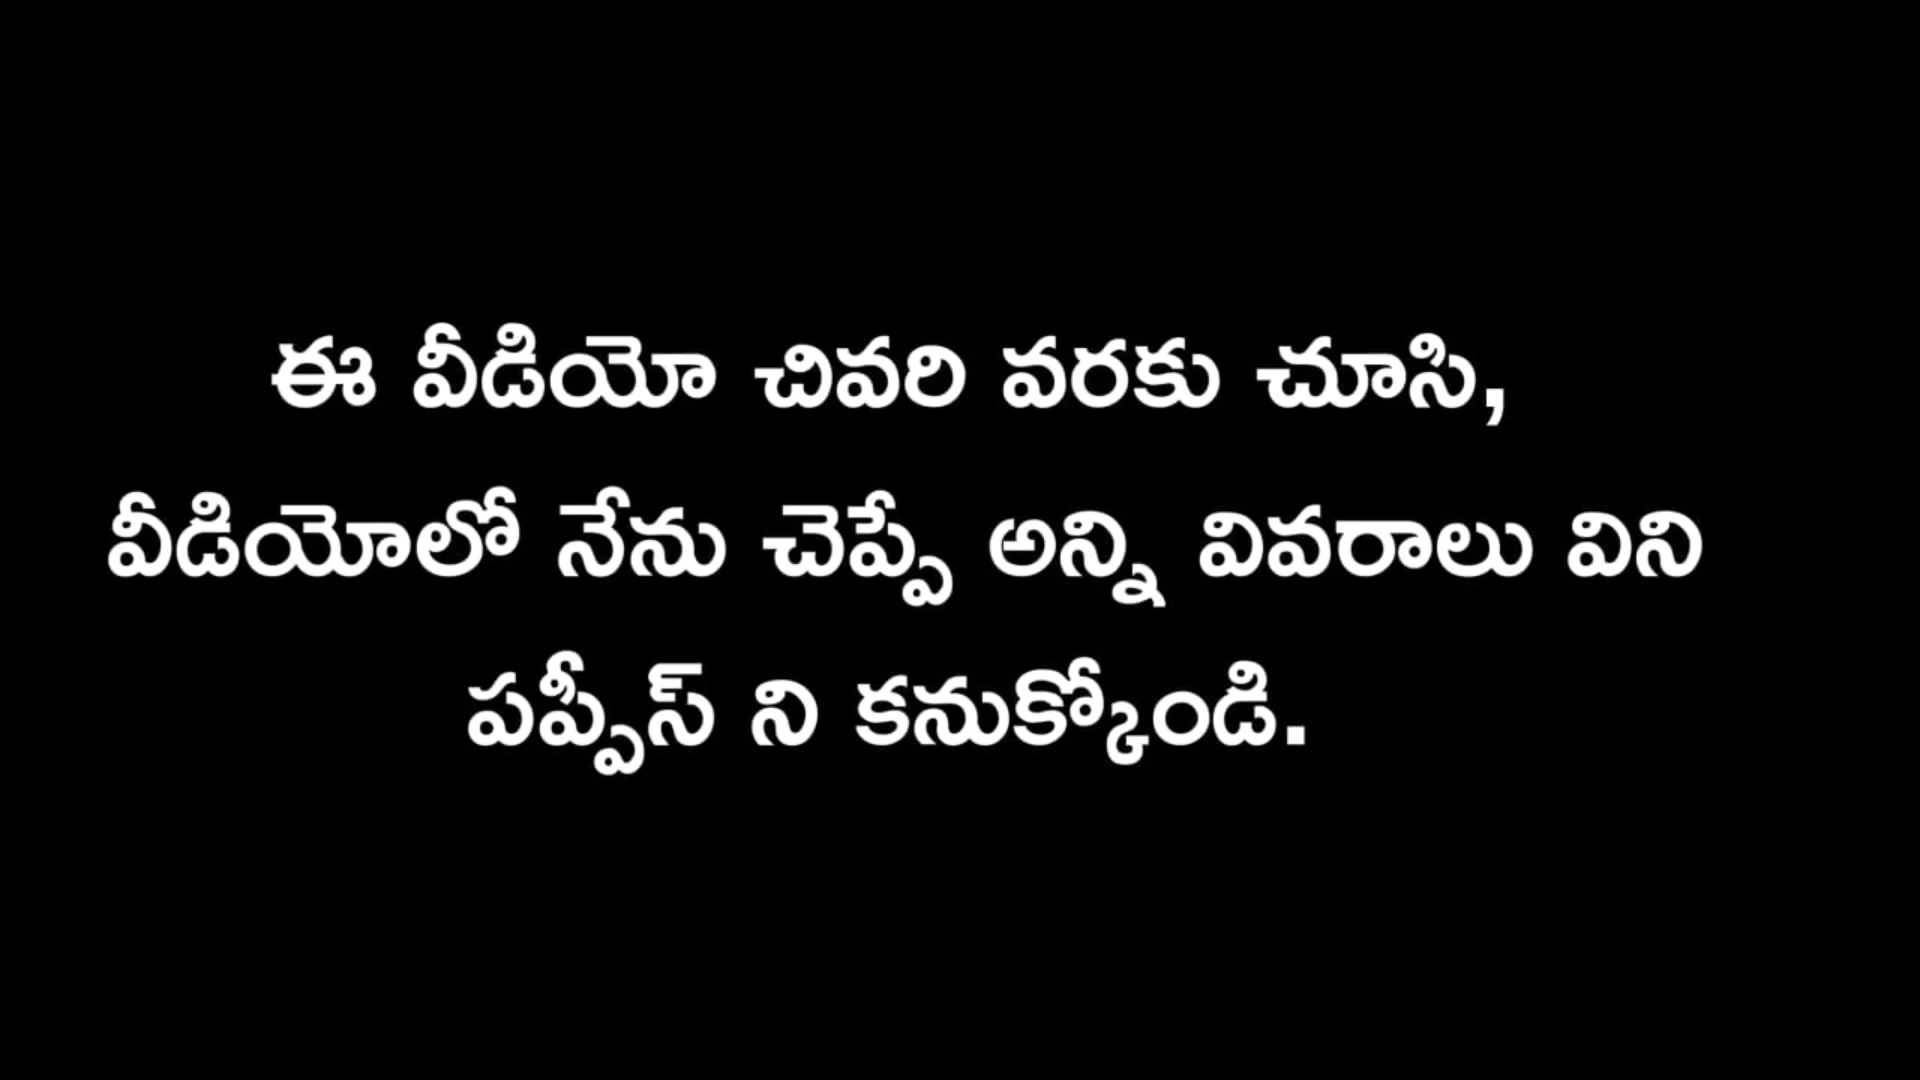 ఈ వీడియో చివరి వరకు చూసి,
వీడియోలో నేను చెప్పే అన్ని వివరాలు విని
పప్పీస్ ని కనుక్కోండి.